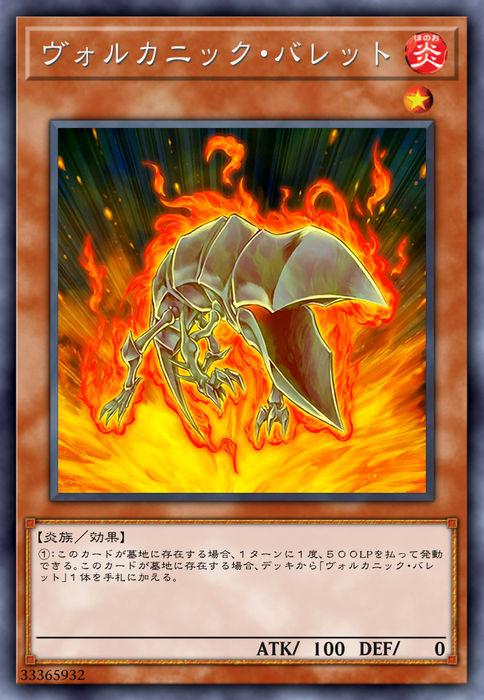 ヴォルカニック・バレット
ほのお
炎
【炎族／効果】
①：このカードが墓地に存在する場合、１ターンに１度、５００LPを払って発動
できる。このカードが墓地に存在する場合、デッキから「ヴォルカニック・バレ
ット」１体を手札に加える。
ATK/ 100 DEF/ 0
33365932